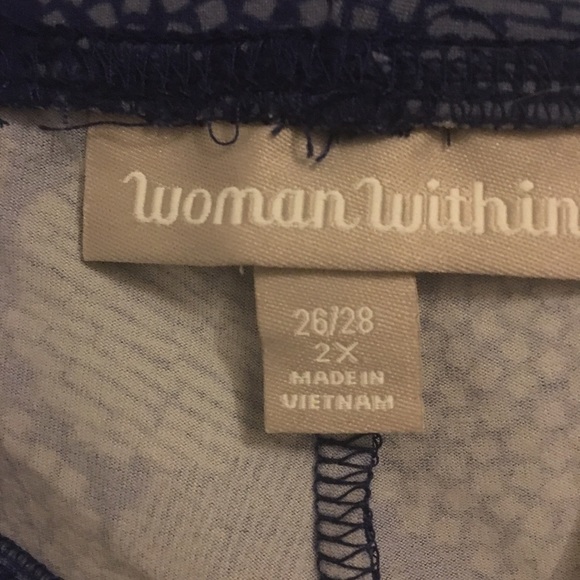 Woman Within
26/28
2X
MADE IN
VIETNAM